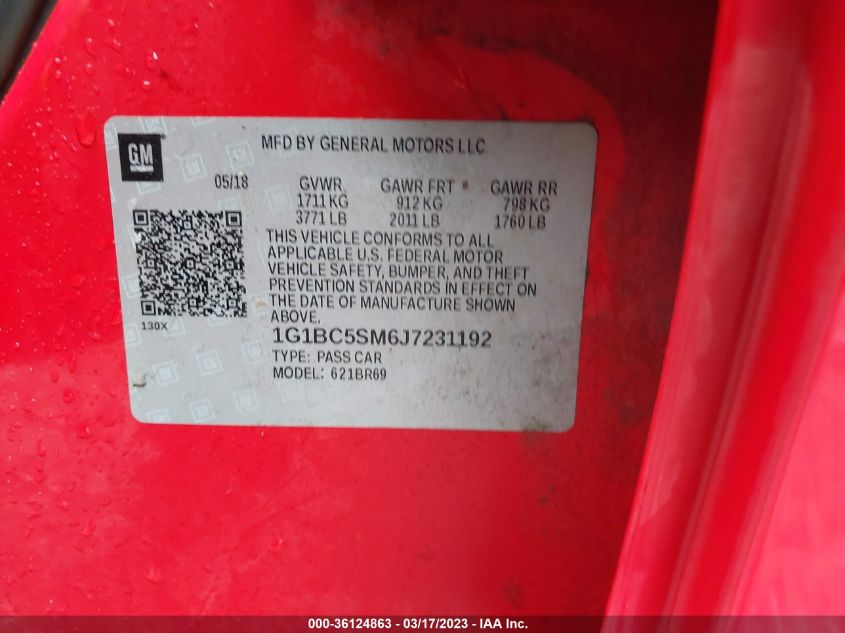 GM
MFD BY GENERAL MOTORS LLC
05/18 GVWR GAWR FRT GAWR RR
1711 KG 912 KG 798 KG
3771 LB 2011 LB 1760 LB
THIS VEHICLE CONFORMS TO ALL
APPLICABLE U.S. FEDERAL MOTOR
VEHICLE SAFETY, BUMPER, AND THEFT
PREVENTION STANDARDS IN EFFECT ON
THE DATE OF MANUFACTURE SHOWN
ABOVE.
130X
1G1BC5SM6J7231192
TYPE: PASS CAR
MODEL: 621BR69
000-36124863 — 03/17/2023 — IAA Inc.